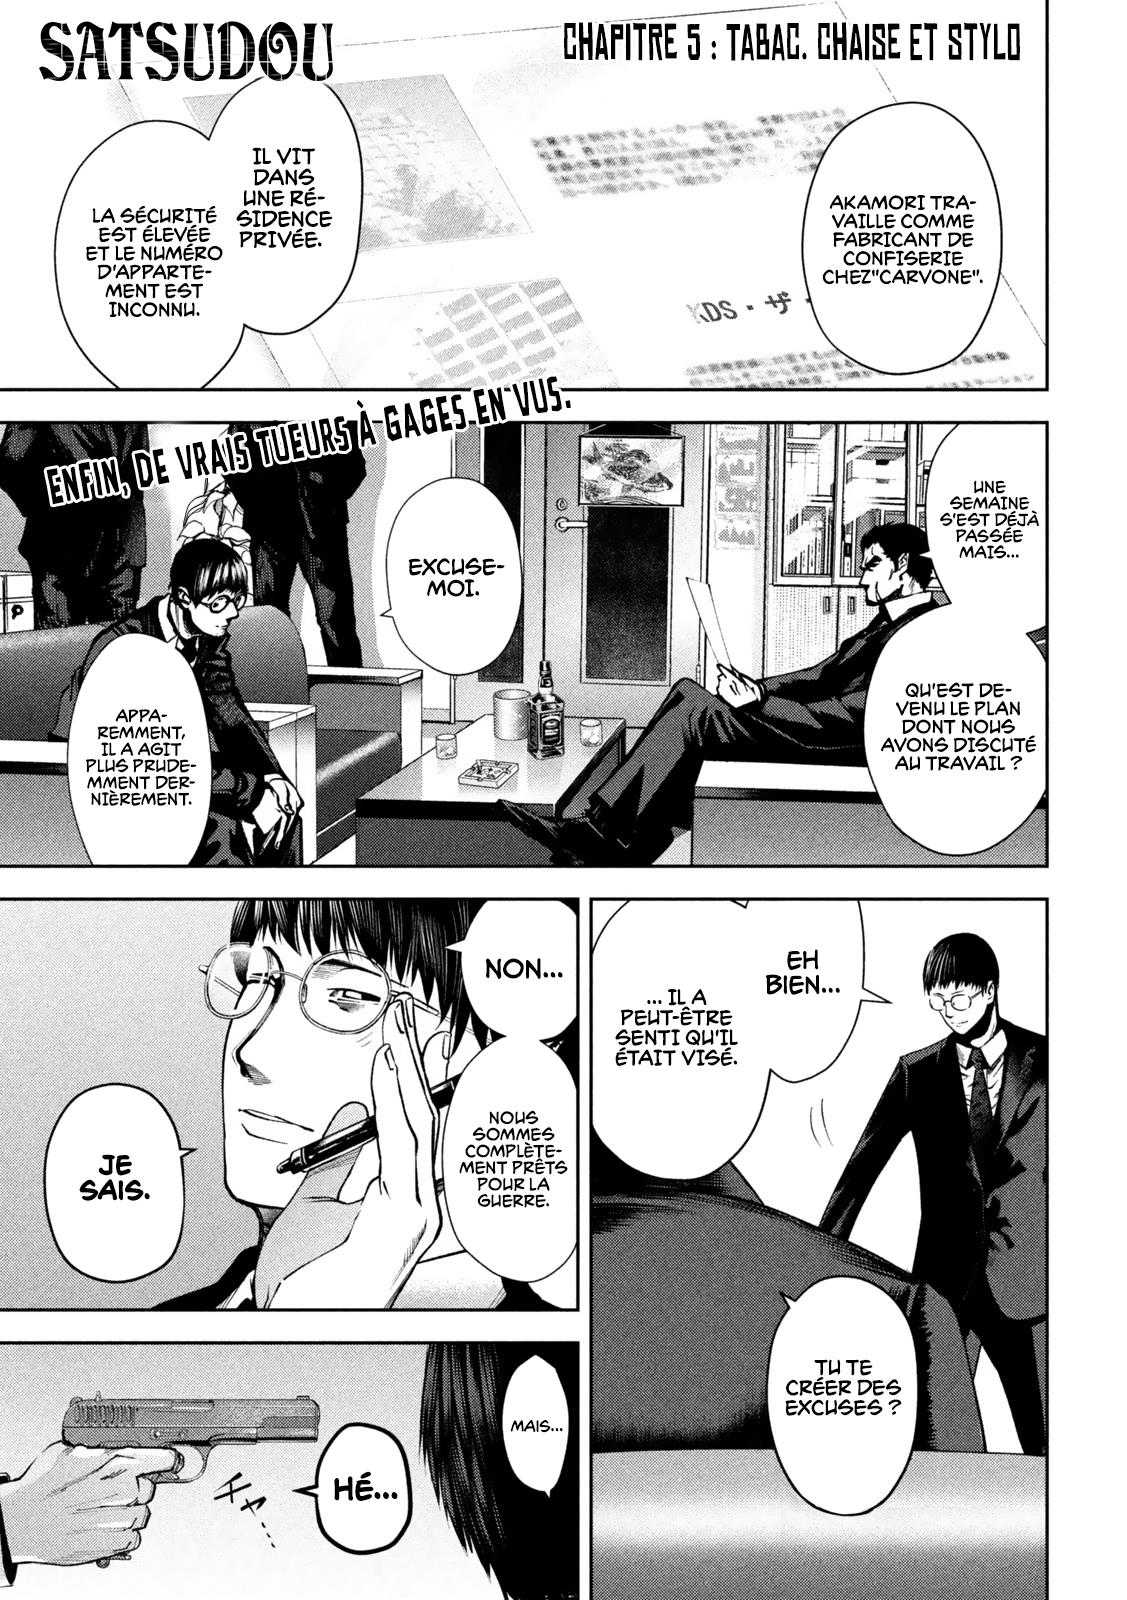 SATSUDOU
CHAPITRE 5 : TABAC. CHAISE ET STYLO
AKAMORI TRA-
VAILLE COMME
FABRICANT DE
CONFISERIE
CHEZ"CARVONE".
IL VIT
DANS
UNE RÉ-
SIDENCE
PRIVÉE.
LA SÉCURITÉ
EST ÉLEVÉE
ET LE NUMÉRO
D'APPARTE-
MENT EST
INCONNU.
KDS・ザ・
ENFIN, DE VRAIS TUEURS À GAGES EN VUS.
UNE
SEMAINE
S'EST DÉJÀ
PASSÉE
MAIS...
QU'EST DE-
VENU LE PLAN
DONT NOUS
AVONS DISCUTÉ
AU TRAVAIL ?
EXCUSE-
MOI.
APPA-
REMMENT,
IL A AGIT
PLUS PRUDE-
MMENT DER-
NIÈREMENT.
EH
BIEN...
... IL A
PEUT-ÊTRE
SENTI QU'IL
ÉTAIT VISÉ.
TU TE
CRÉER DES
EXCUSES ?
NON...
NOUS
SOMMES
COMPLÈTE-
MENT PRÊTS
POUR LA
GUERRE.
JE
SAIS.
MAIS...
HÉ...
チャ…